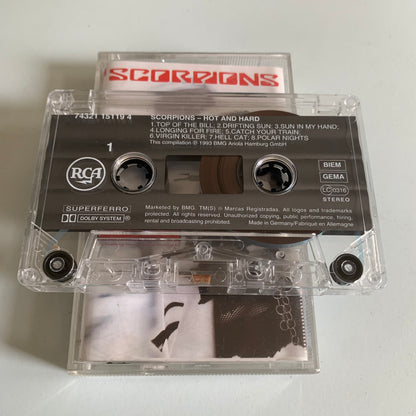 SCORPIONS
74321 15119 4
SCORPIONS – HOT AND HARD
1.TOP OF THE BILL; 2.DRIFTING SUN; 3.SUN IN MY HAND;
4.LONGING FOR FIRE; 5.CATCH YOUR TRAIN;
6.VIRGIN KILLER; 7.HELL CAT; 8.POLAR NIGHTS
This compilation ℗ 1993 BMG Ariola Hamburg GmbH
1
RCA
BIEM
GEMA
LC 0316
STEREO
SUPERFERRO
DOLBY SYSTEM®
Marketed by BMG. TM(S) ® Marcas Registradas. All logos and trademarks
protected. All rights reserved. Unauthorized copying, public performance, hiring,
rental and broadcasting prohibited.
Made in Germany/Fabriqué en Allemagne